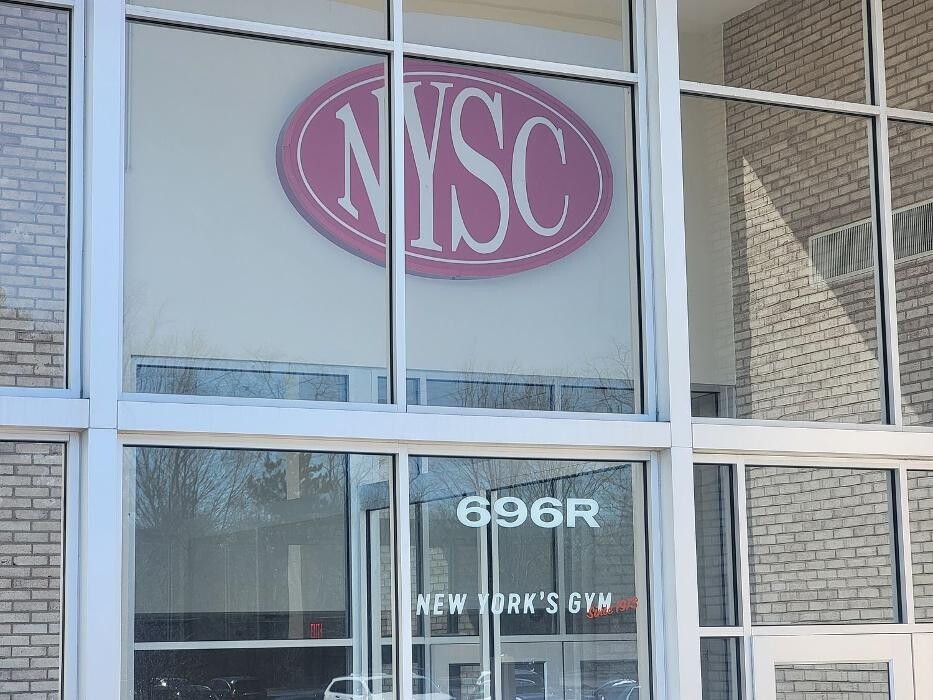 NYSC
696R
NEW YORK'S GYM
Since 1973